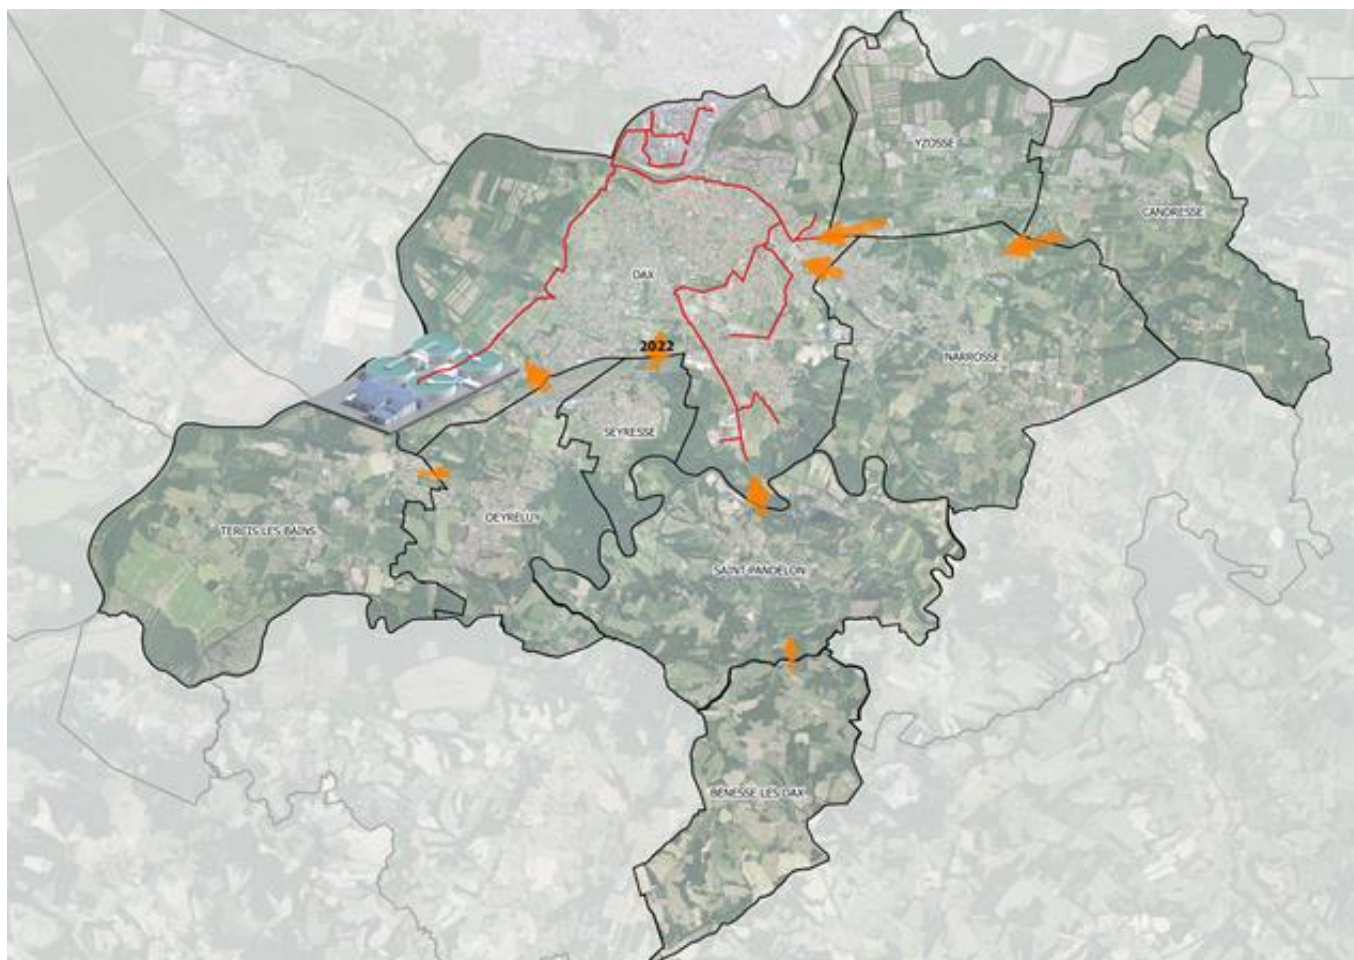 YZOSSE
CANDRESSE
DAX
2022
NARROSSE
SEYRESSE
OEYRELUY
TERCIS LES BAINS
SAINT-PANDELON
BENESSE LES DAX